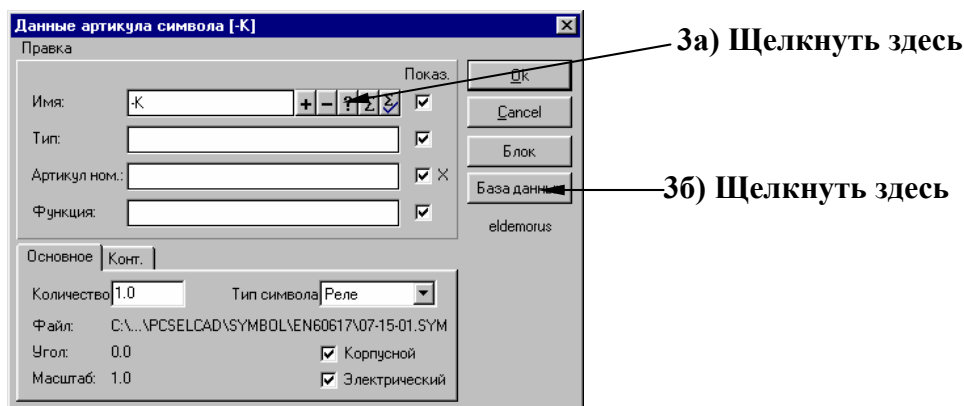 Данные артикула символа [-K]
Правка
Показ.
Имя: -K + − ? Σ Σ
Тип:
Артикул ном.: X
Функция:
Ok
Cancel
Блок
База данны
eldemorus
3а) Щелкнуть здесь
3б) Щелкнуть здесь
Основное Конт.
Количество 1.0 Тип символа Реле
Файл: C:\...\PCSELCAD\SYMBOL\EN60617\07-15-01.SYM
Угол: 0.0 Корпусной
Масштаб: 1.0 Электрический